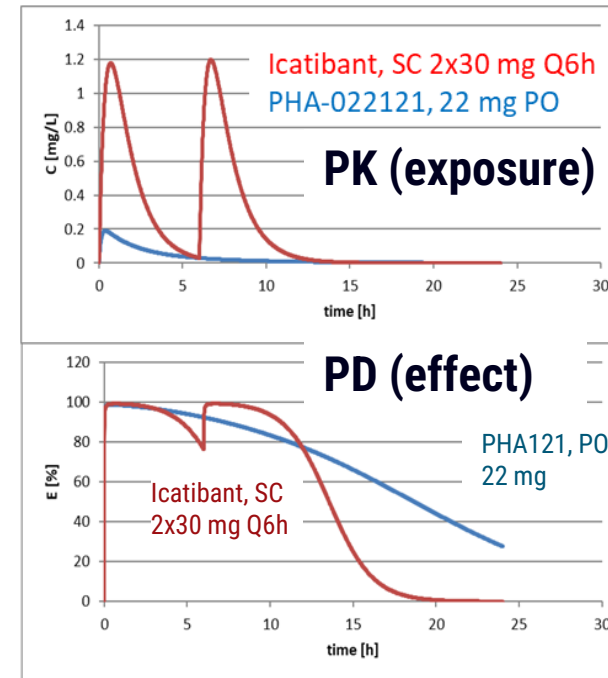 1.4
1.2
1
0.8
0.6
0.4
0.2
0
C [mg/L]
Icatibant, SC 2x30 mg Q6h
PHA-022121, 22 mg PO
PK (exposure)
0 5 10 15 20 25 30
time [h]
120
100
80
60
40
20
0
E [%]
PD (effect)
PHA121, PO
22 mg
Icatibant, SC
2x30 mg Q6h
0 5 10 15 20 25 30
time [h]